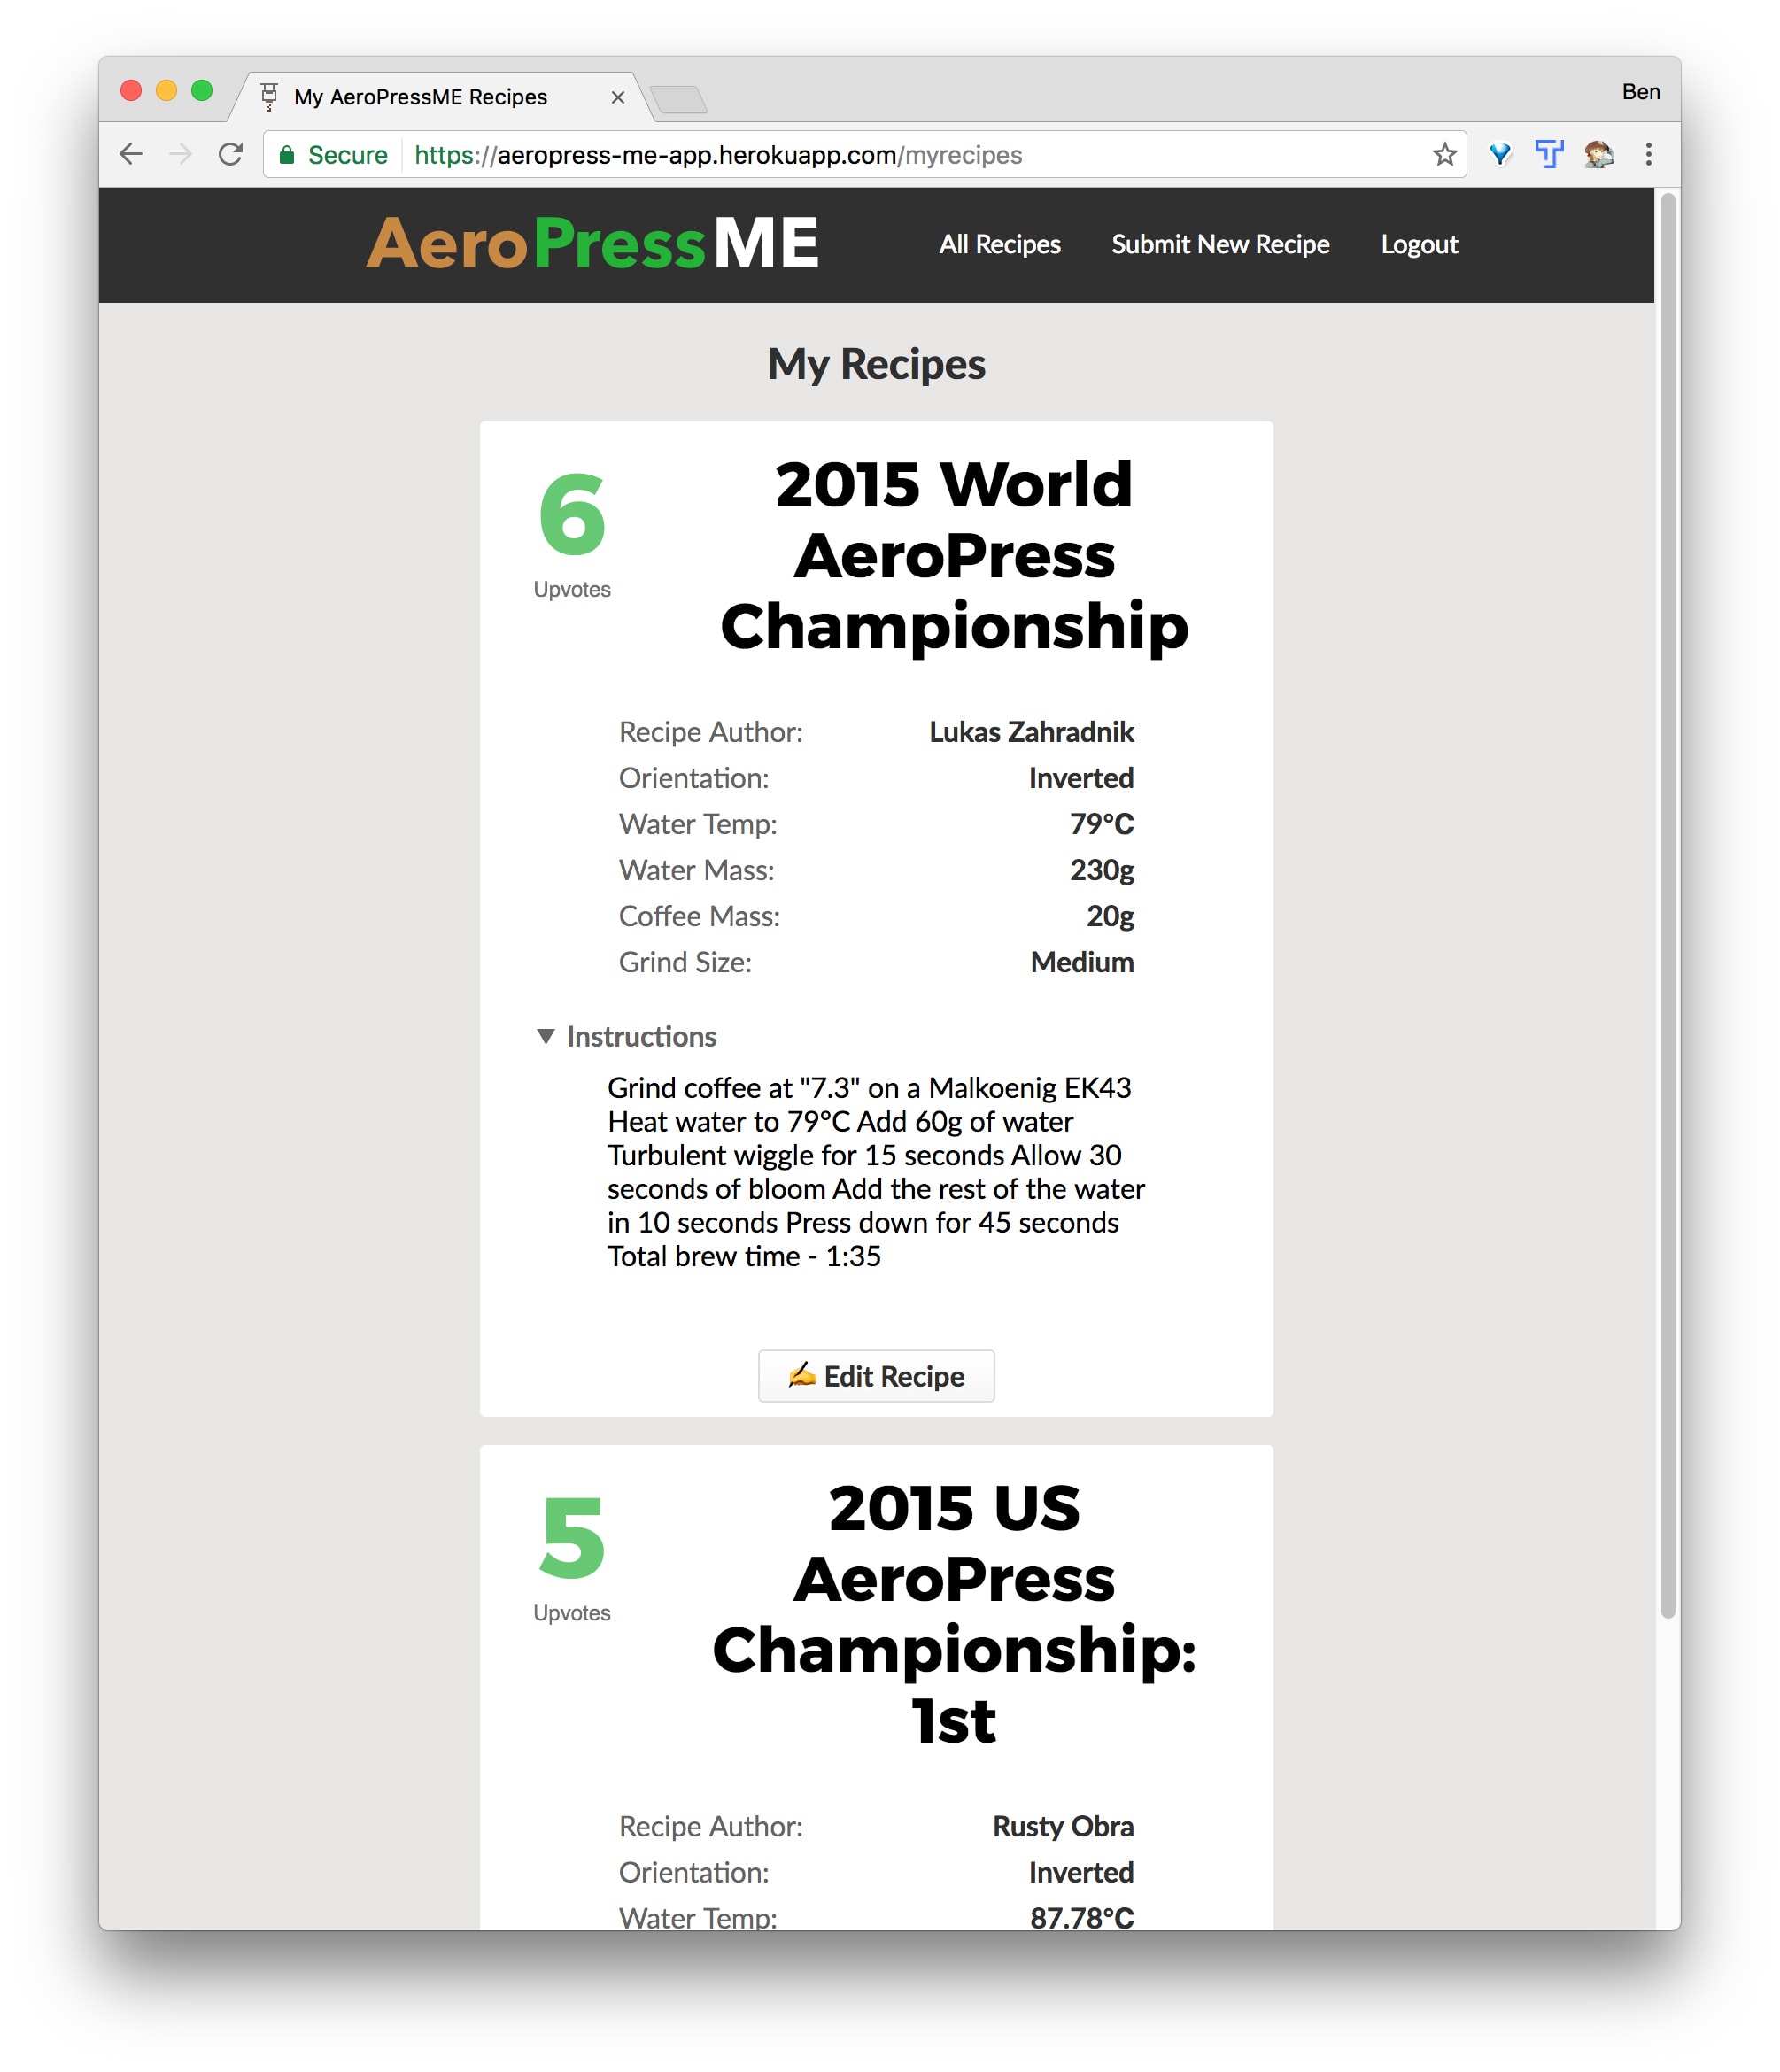 My AeroPressME Recipes
Ben
Secure https://aeropress-me-app.herokuapp.com/myrecipes
AeroPressME All Recipes Submit New Recipe Logout
My Recipes
6
Upvotes
2015 World
AeroPress
Championship
Recipe Author: Lukas Zahradnik
Orientation: Inverted
Water Temp: 79°C
Water Mass: 230g
Coffee Mass: 20g
Grind Size: Medium
▼ Instructions
Grind coffee at "7.3" on a Malkoenig EK43
Heat water to 79°C Add 60g of water
Turbulent wiggle for 15 seconds Allow 30
seconds of bloom Add the rest of the water
in 10 seconds Press down for 45 seconds
Total brew time - 1:35
✍ Edit Recipe
5
Upvotes
2015 US
AeroPress
Championship:
1st
Recipe Author: Rusty Obra
Orientation: Inverted
Water Temp: 87.78°C